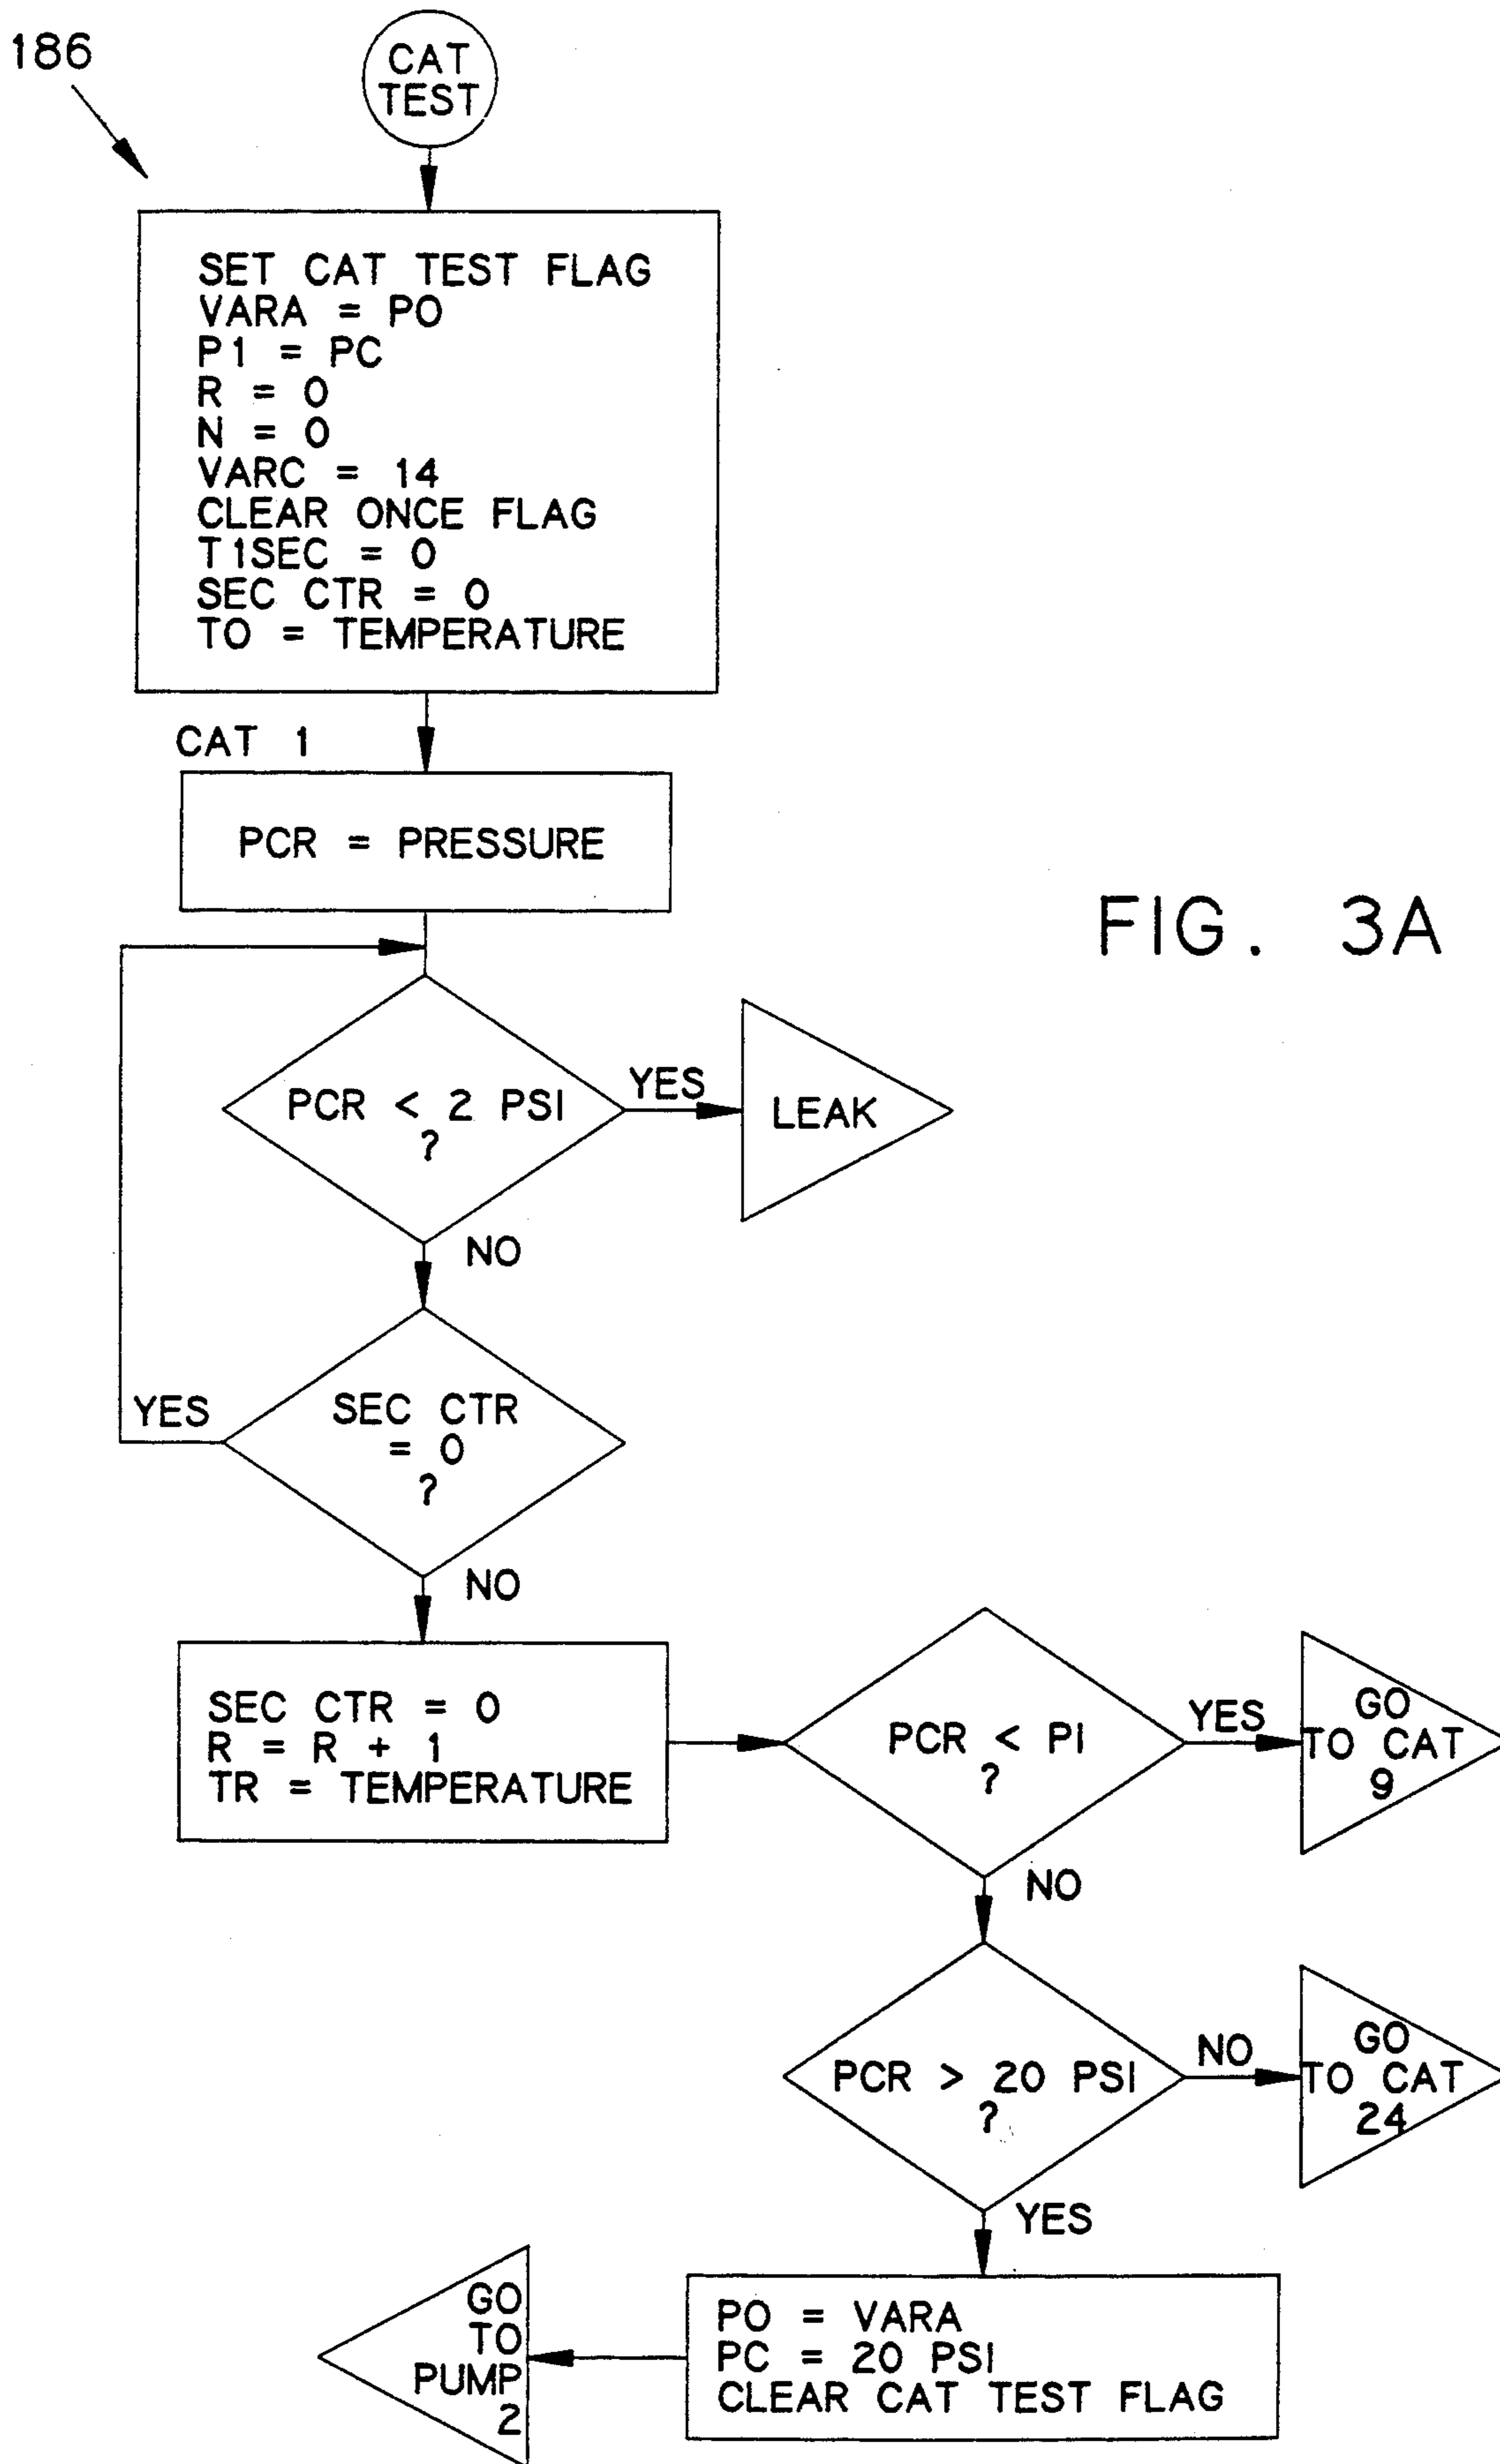 186
CAT
TEST
SET CAT TEST FLAG
VARA = PO
P1 = PC
R = 0
N = 0
VARC = 14
CLEAR ONCE FLAG
T1SEC = 0
SEC CTR = 0
TO = TEMPERATURE
CAT 1
PCR = PRESSURE
FIG. 3A
PCR < 2 PSI
?
YES
LEAK
NO
SEC CTR
= 0
?
YES
NO
SEC CTR = 0
R = R + 1
TR = TEMPERATURE
PCR < PI
?
YES
GO
TO CAT
9
NO
PCR > 20 PSI
?
NO
GO
TO CAT
24
YES
PO = VARA
PC = 20 PSI
CLEAR CAT TEST FLAG
GO
TO
PUMP
2